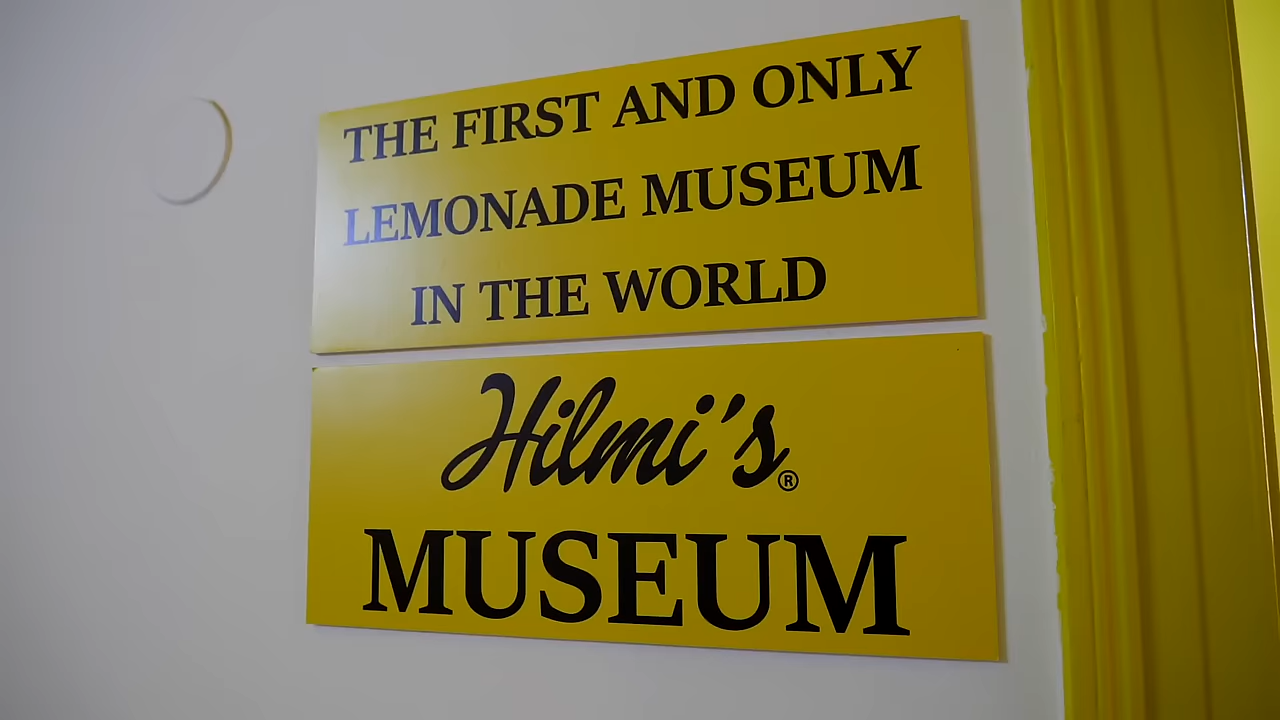 THE FIRST AND ONLY
LEMONADE MUSEUM
IN THE WORLD
Hilmi's®
MUSEUM